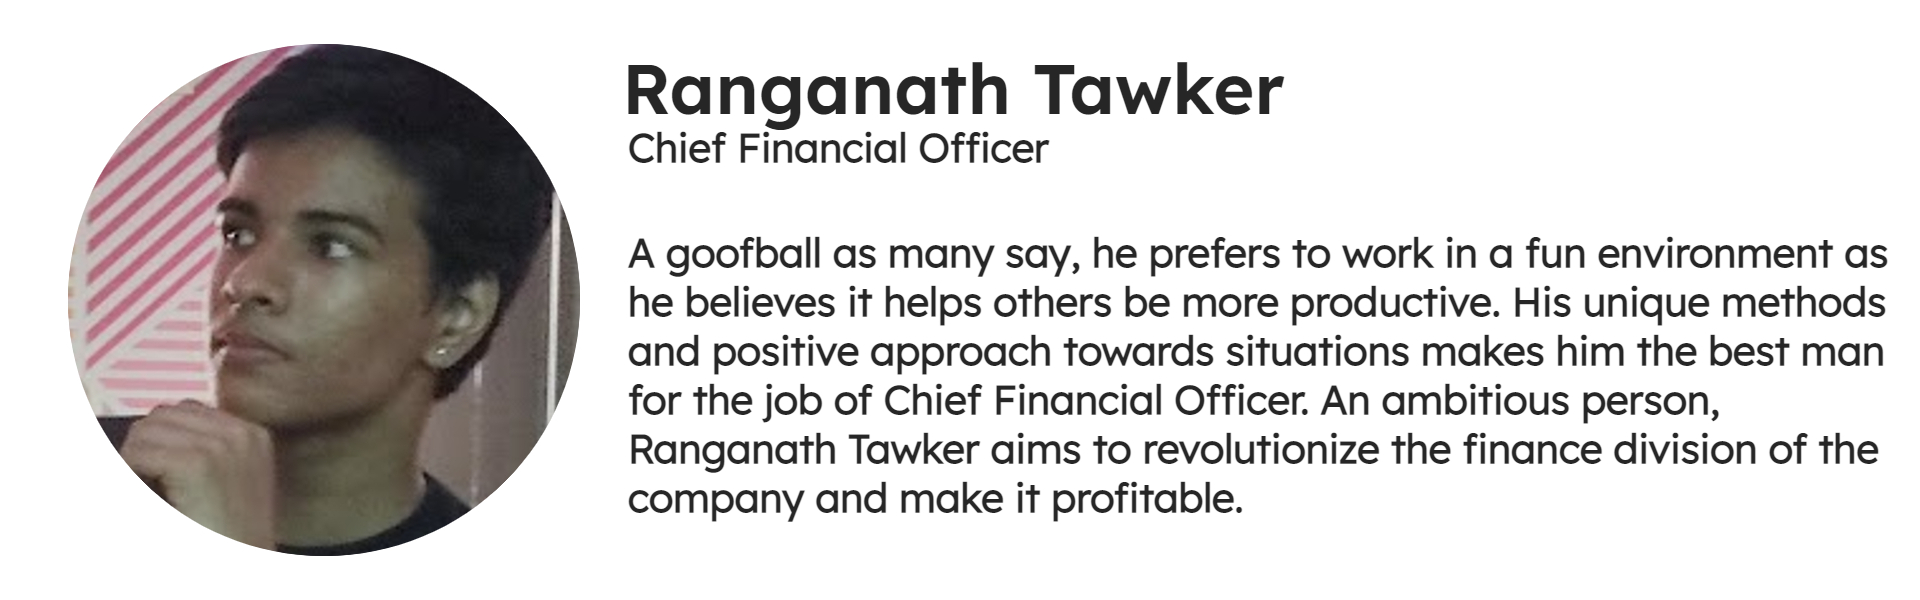 Ranganath Tawker
Chief Financial Officer
A goofball as many say, he prefers to work in a fun environment as
he believes it helps others be more productive. His unique methods
and positive approach towards situations makes him the best man
for the job of Chief Financial Officer. An ambitious person,
Ranganath Tawker aims to revolutionize the finance division of the
company and make it profitable.